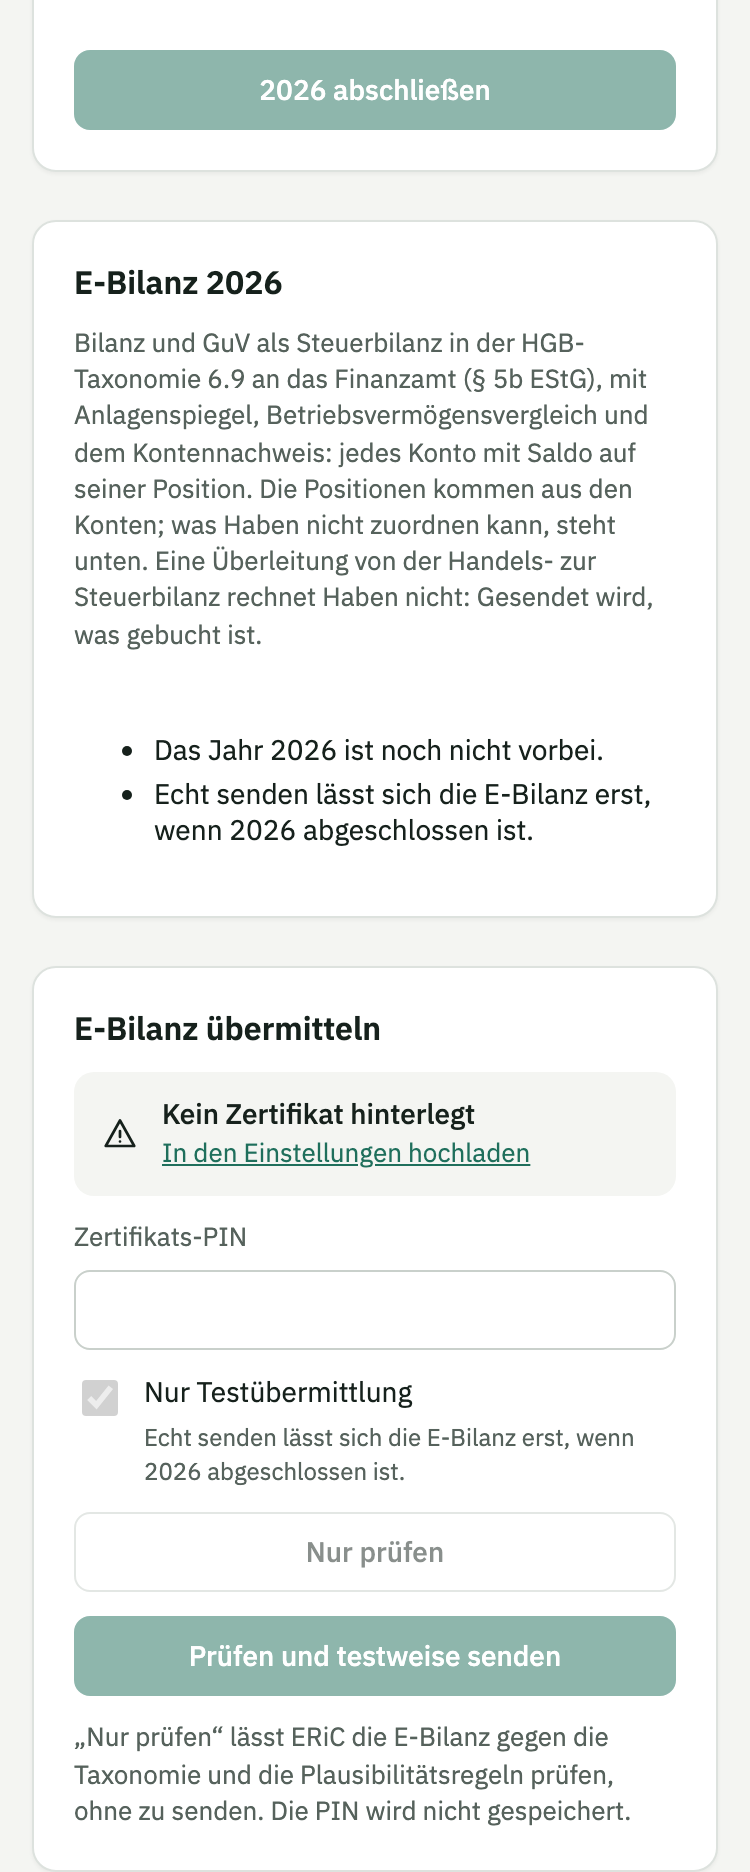 2026 abschließen
E-Bilanz 2026
Bilanz und GuV als Steuerbilanz in der HGB-
Taxonomie 6.9 an das Finanzamt (§ 5b EStG), mit
Anlagenspiegel, Betriebsvermögensvergleich und
dem Kontennachweis: jedes Konto mit Saldo auf
seiner Position. Die Positionen kommen aus den
Konten; was Haben nicht zuordnen kann, steht
unten. Eine Überleitung von der Handels- zur
Steuerbilanz rechnet Haben nicht: Gesendet wird,
was gebucht ist.
• Das Jahr 2026 ist noch nicht vorbei.
• Echt senden lässt sich die E-Bilanz erst,
wenn 2026 abgeschlossen ist.
E-Bilanz übermitteln
Kein Zertifikat hinterlegt
In den Einstellungen hochladen
Zertifikats-PIN
Nur Testübermittlung
Echt senden lässt sich die E-Bilanz erst, wenn
2026 abgeschlossen ist.
Nur prüfen
Prüfen und testweise senden
„Nur prüfen“ lässt ERiC die E-Bilanz gegen die
Taxonomie und die Plausibilitätsregeln prüfen,
ohne zu senden. Die PIN wird nicht gespeichert.